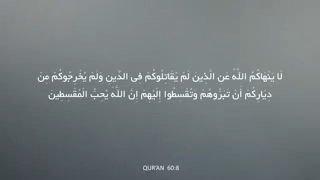 لَا يَنْهَاكُمُ اللَّهُ عَنِ الَّذِينَ لَمْ يُقَاتِلُوكُمْ فِي الدِّينِ وَلَمْ يُخْرِجُوكُمْ مِنْ
دِيَارِكُمْ أَنْ تَبَرُّوهُمْ وَتُقْسِطُوا إِلَيْهِمْ إِنَّ اللَّهَ يُحِبُّ الْمُقْسِطِينَ
QUR'AN 60:8